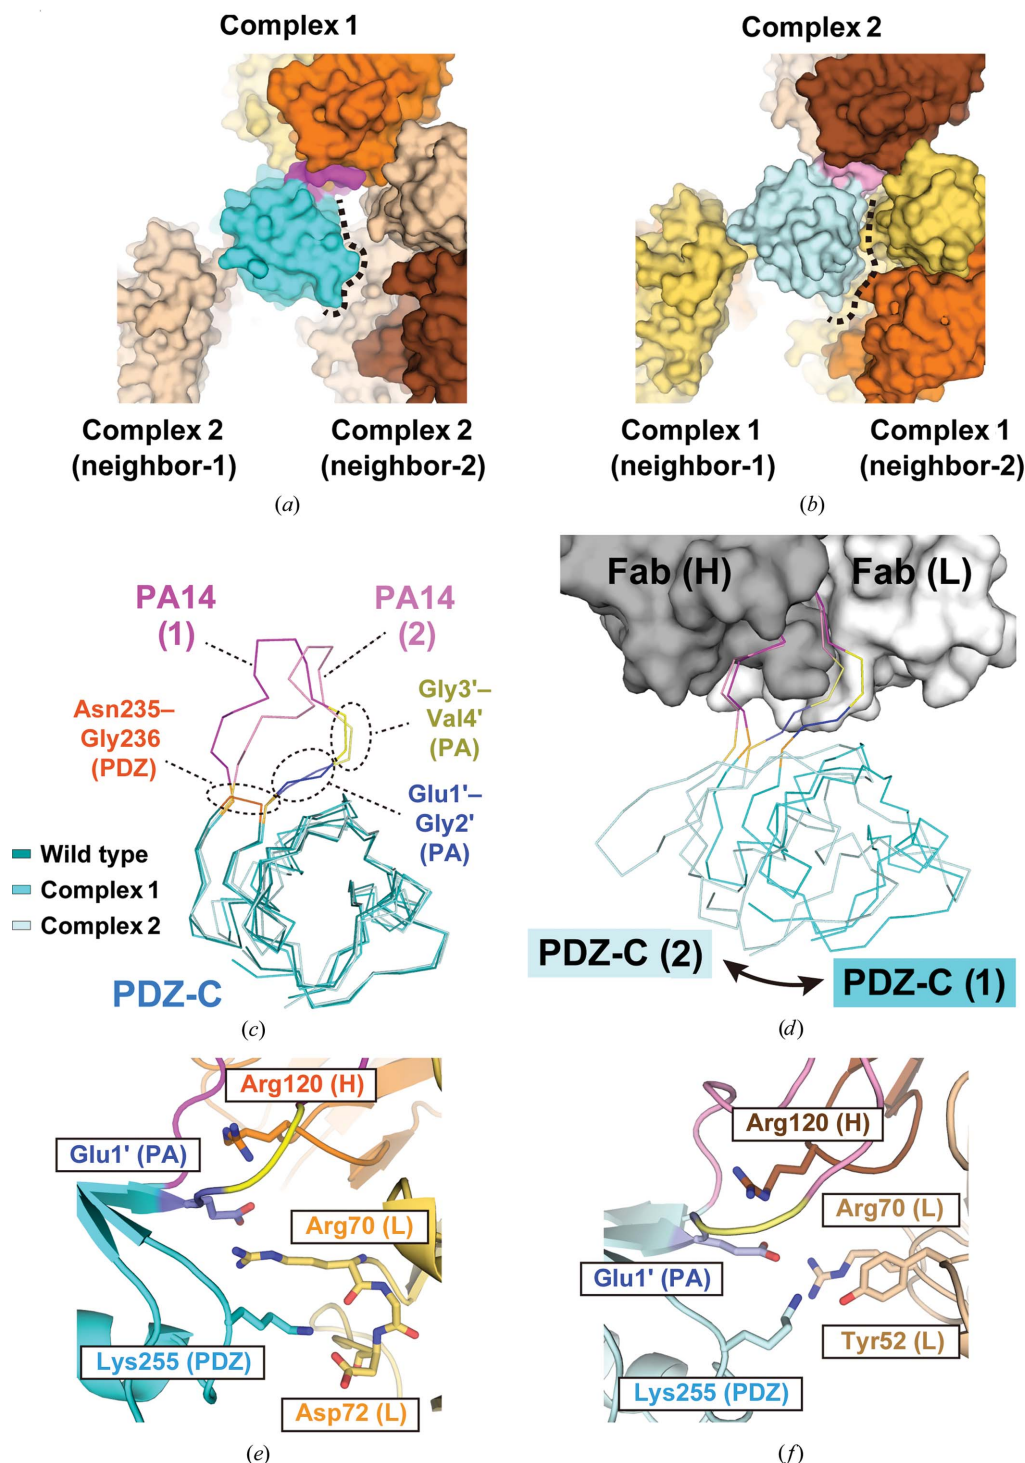 Complex 1
Complex 2
(neighbor-1)
Complex 2
(neighbor-2)
(a)
Complex 2
Complex 1
(neighbor-1)
Complex 1
(neighbor-2)
(b)
PA14
(1)
PA14
(2)
Asn235–
Gly236
(PDZ)
Gly3'–
Val4'
(PA)
Glu1'–
Gly2'
(PA)
Wild type
Complex 1
Complex 2
PDZ-C
(c)
Fab (H)
Fab (L)
PDZ-C (2)
PDZ-C (1)
(d)
Arg120 (H)
Glu1' (PA)
Arg70 (L)
Lys255 (PDZ)
Asp72 (L)
(e)
Arg120 (H)
Arg70 (L)
Glu1' (PA)
Tyr52 (L)
Lys255 (PDZ)
(f)